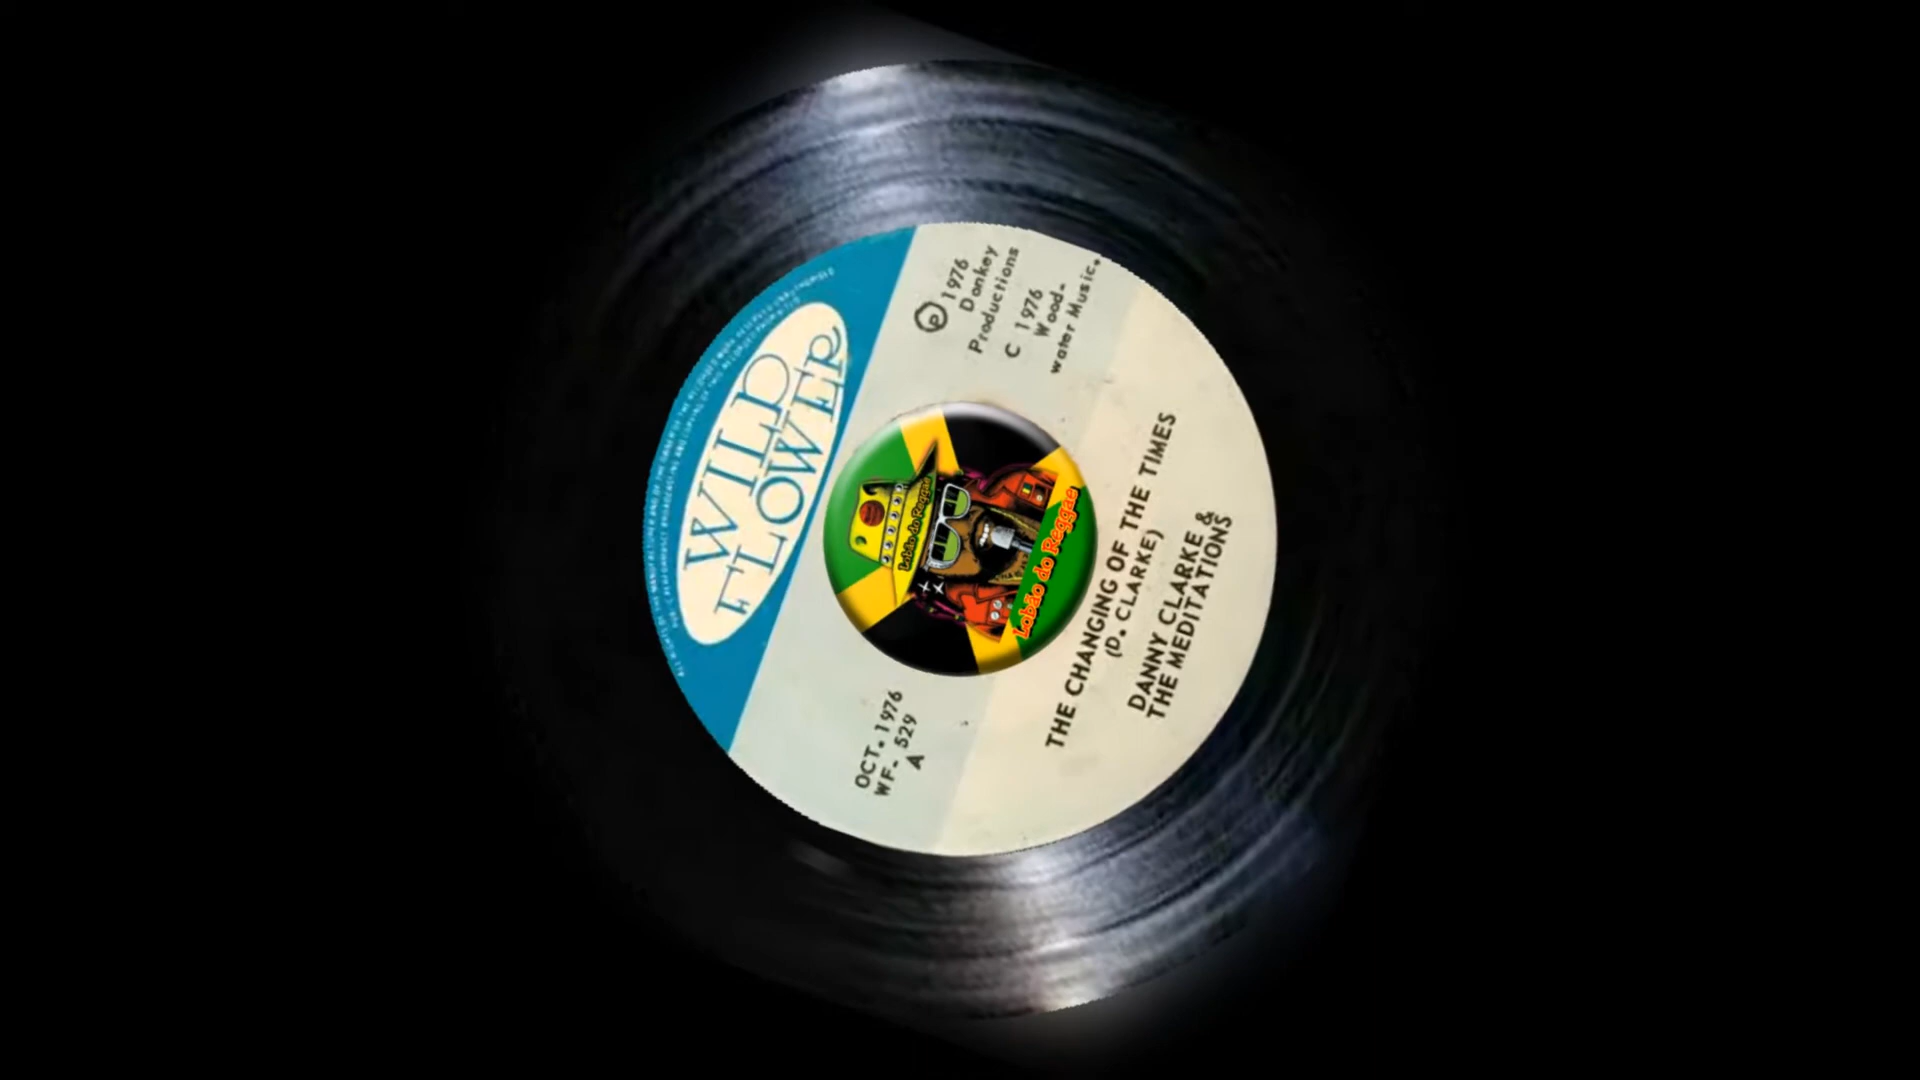 WILD
FLOWER
Ⓟ 1976
Donkey
Productions
C 1976
Wood-
water Music.
Lobão do Reggae
Lobão do Reggae
OCT. 1976
WF. 529
A
THE CHANGING OF THE TIMES
(D. CLARKE)
DANNY CLARKE &
THE MEDITATIONS